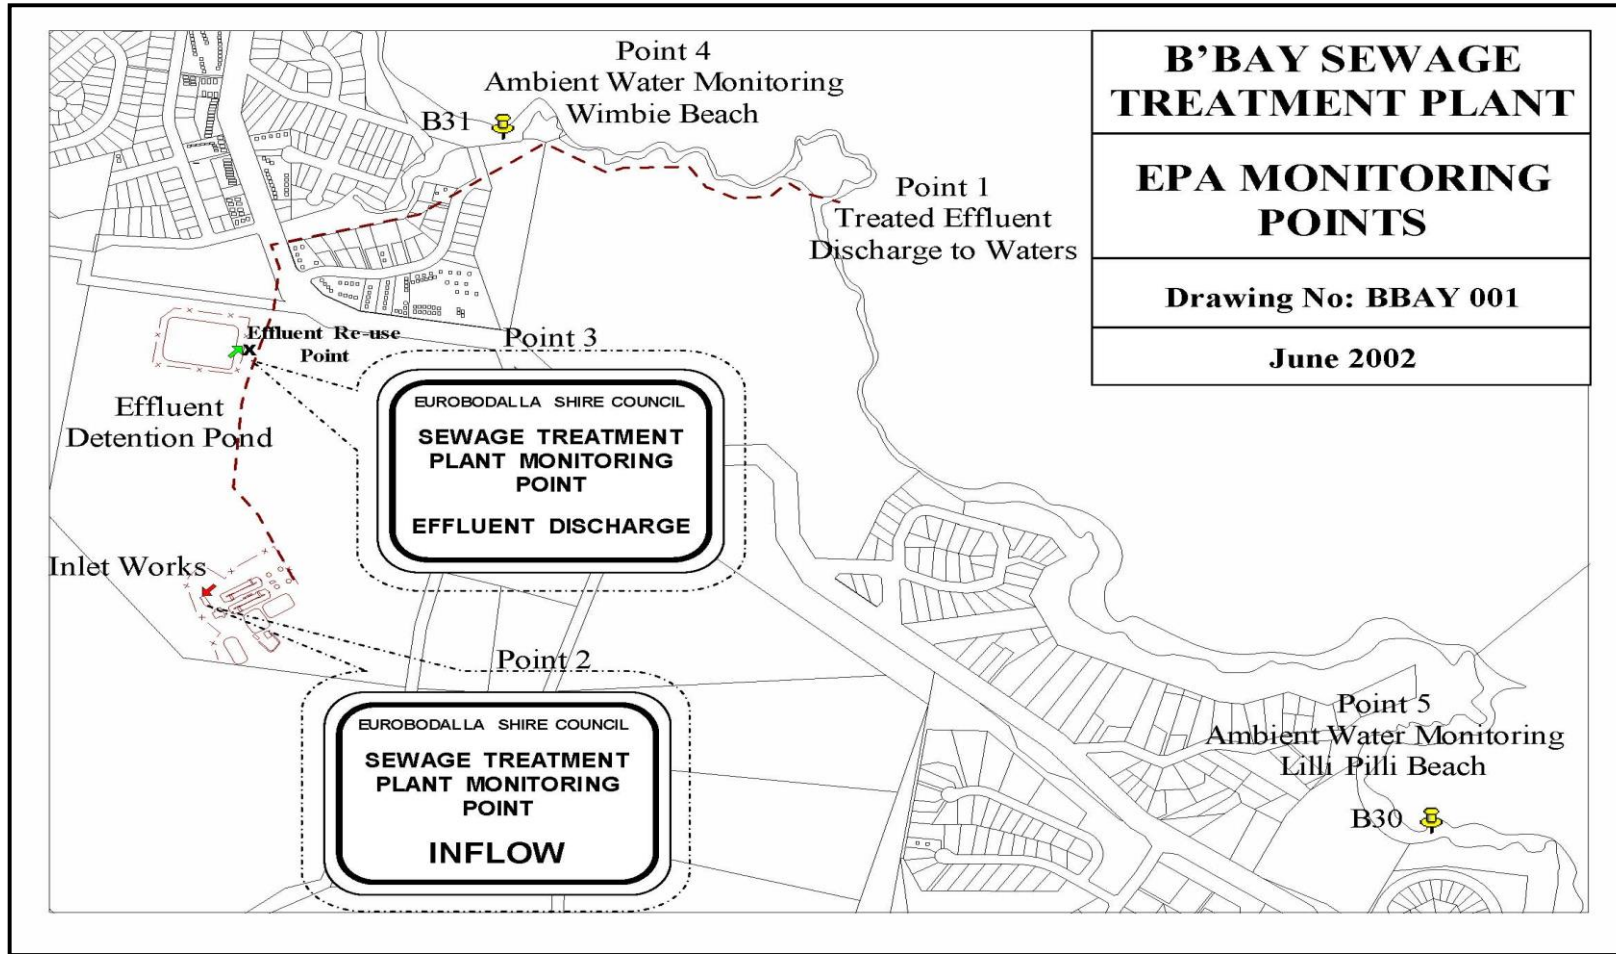 Point 4
Ambient Water Monitoring
Wimbie Beach
B31
B'BAY SEWAGE
TREATMENT PLANT
EPA MONITORING
POINTS
Drawing No: BBAY 001
June 2002
Point 1
Treated Effluent
Discharge to Waters
Effluent Re-use
Point
x
Point 3
EUROBODALLA SHIRE COUNCIL
SEWAGE TREATMENT
PLANT MONITORING
POINT
EFFLUENT DISCHARGE
Effluent
Detention Pond
Inlet Works
Point 2
EUROBODALLA SHIRE COUNCIL
SEWAGE TREATMENT
PLANT MONITORING
POINT
INFLOW
Point 5
Ambient Water Monitoring
Lilli Pilli Beach
B30